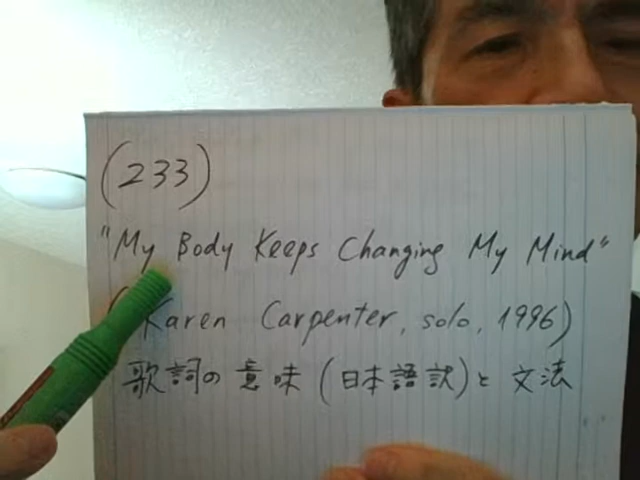 (233)
"My Body Keeps Changing My Mind"
(Karen Carpenter, solo, 1996)
歌詞の意味(日本語訳)と文法